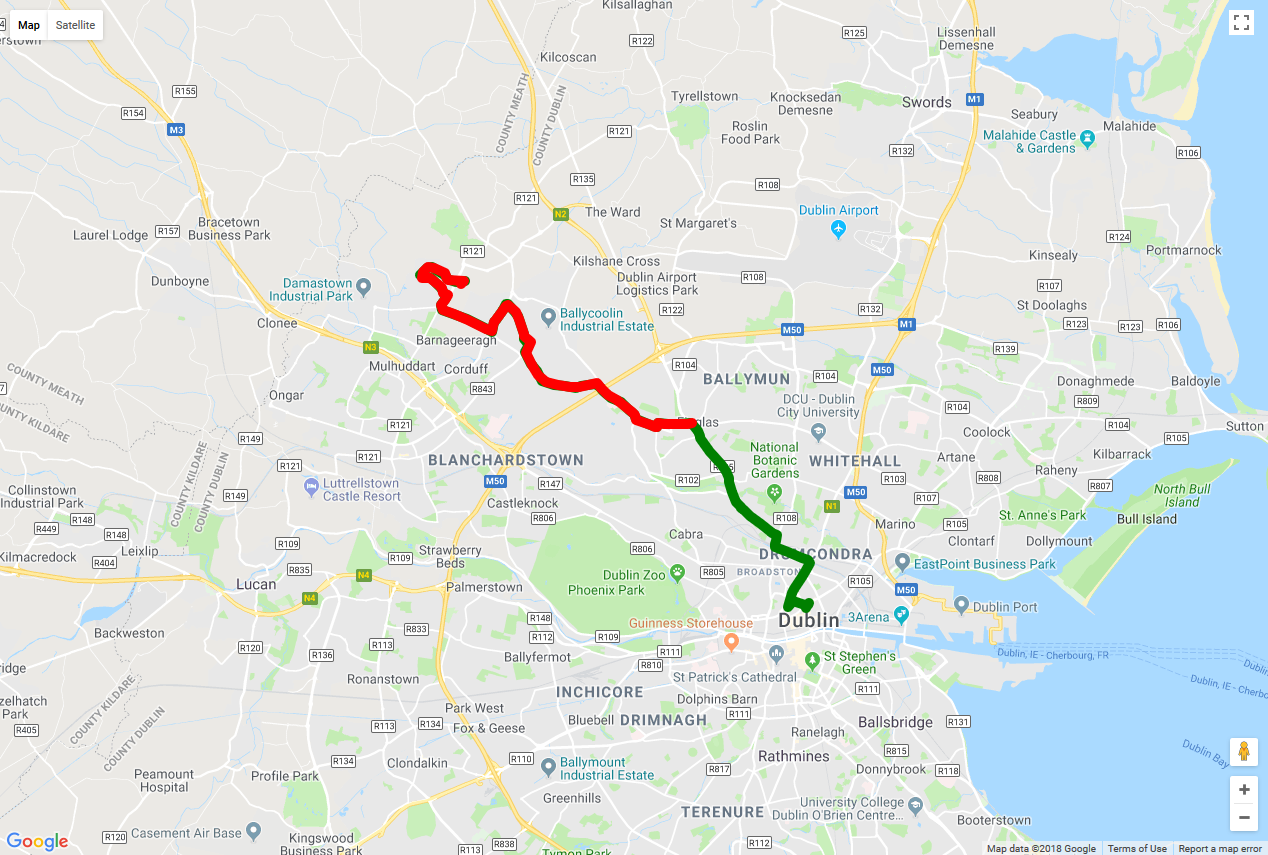 Map
Satellite
Kilsallaghan
R125
Lissenhall
Demesne
R122
Kilcoscan
R155
R154
M3
COUNTY MEATH
COUNTY DUBLIN
Tyrrelstown
Knocksedan
Demesne
Swords
M1
Seabury
Malahide
Malahide Castle
& Gardens
R106
R121
Roslin
Food Park
R132
R135
R108
R121
N2
The Ward
St Margaret's
Dublin Airport
Bracetown
Business Park
Laurel Lodge
R157
R121
R124
Portmarnock
Kilshane Cross
Kinsealy
Dunboyne
Damastown
Industrial Park
Dublin Airport
Logistics Park
R108
R107
St Doolaghs
R122
R132
Clonee
Ballycoolin
Industrial Estate
M50
M1
R123
R123
R106
Barnageeragh
N3
R139
Mulhuddart
Corduff
R104
M50
BALLYMUN
R104
Donaghmede
Baldoyle
COUNTY MEATH
COUNTY KILDARE
R843
Ongar
DCU - Dublin
City University
R809
R104
R121
R104
Sutton
R149
Coolock
R105
BLANCHARDSTOWN
R121
National
Botanic
Gardens
WHITEHALL
Artane
Kilbarrack
R121
R102
Raheny
M50
R147
R103
R808
R807
Luttrellstown
Castle Resort
COUNTY KILDARE
COUNTY DUBLIN
Collinstown
Industrial Park
R149
North Bull
Island
Castleknock
M50
R107
N1
R806
R108
St. Anne's Park
Bull Island
R148
R449
R148
Marino
R105
Cabra
Clontarf
Dollymount
R109
Kilmacredock
Leixlip
R806
DRUMCONDRA
Strawberry
Beds
R109
R404
R835
BROADSTON
EastPoint Business Park
Dublin Zoo
Phoenix Park
R805
N4
Lucan
Palmerstown
R105
M50
N4
Dublin Port
R148
Guinness Storehouse
Dublin
3Arena
Backweston
R833
R112
R109
R120
R113
R111
Dublin, IE - Cherbourg, FR
R136
Ballyfermot
R810
St Stephen's
Green
St Patrick's Cathedral
Ronanstown
INCHICORE
R111
Dolphins Barn
Park West
R405
R111
R113
R134
Fox & Geese
Bluebell
DRIMNAGH
Ballsbridge
R131
COUNTY KILDARE
COUNTY DUBLIN
Ranelagh
Dublin Bay
R815
Rathmines
R134
Clondalkin
R110
Ballymount
Industrial Estate
R817
Donnybrook
R118
Peamount
Hospital
Profile Park
Greenhills
TERENURE
University College
Dublin O'Brien Centre...
Booterstown
R120
Casement Air Base
Kingswood
Business Park
R113
R838
Tymon Park
R112
Google
Map data ©2018 Google
Terms of Use
Report a map error